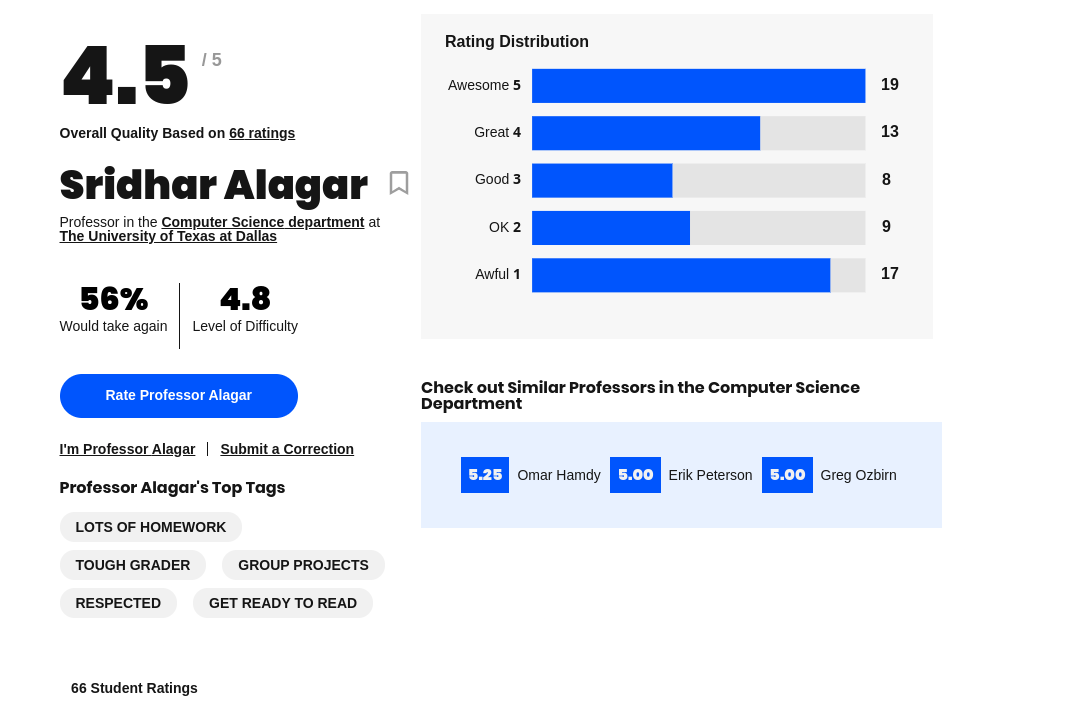 4.5 / 5
Overall Quality Based on 66 ratings
Sridhar Alagar
Professor in the Computer Science department at
The University of Texas at Dallas
56%
Would take again
4.8
Level of Difficulty
Rate Professor Alagar
I'm Professor Alagar
Submit a Correction
Professor Alagar's Top Tags
LOTS OF HOMEWORK
TOUGH GRADER
GROUP PROJECTS
RESPECTED
GET READY TO READ
66 Student Ratings
Rating Distribution
Awesome 5 19
Great 4 13
Good 3 8
OK 2 9
Awful 1 17
Check out Similar Professors in the Computer Science
Department
5.25 Omar Hamdy 5.00 Erik Peterson 5.00 Greg Ozbirn